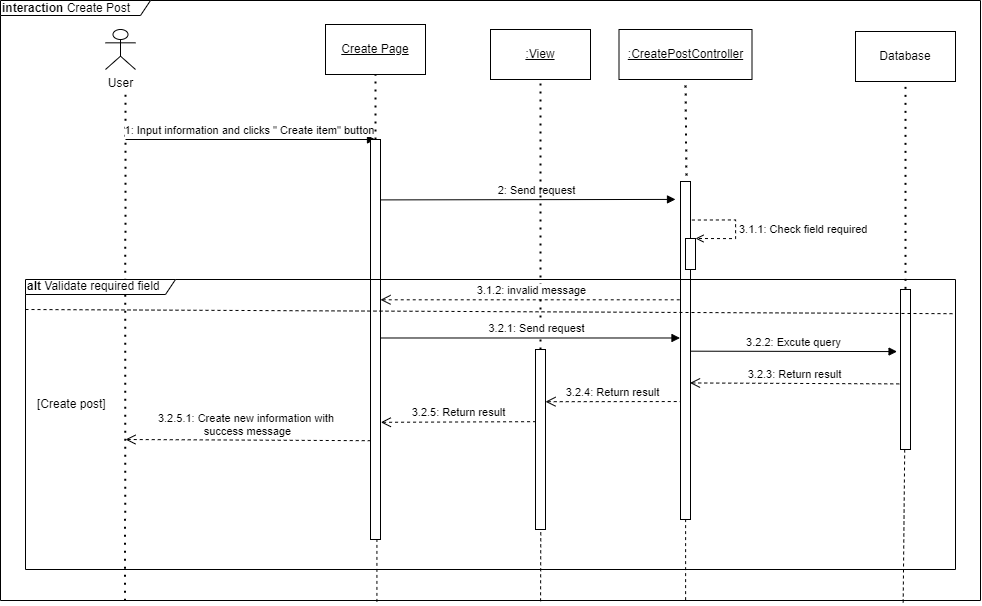 interaction Create Post
User
Create Page
:View
:CreatePostController
Database
1: Input information and clicks " Create item" button
2: Send request
3.1.1: Check field required
alt Validate required field
3.1.2: invalid message
3.2.1: Send request
3.2.2: Excute query
3.2.3: Return result
3.2.4: Return result
[Create post]
3.2.5: Return result
3.2.5.1: Create new information with
success message